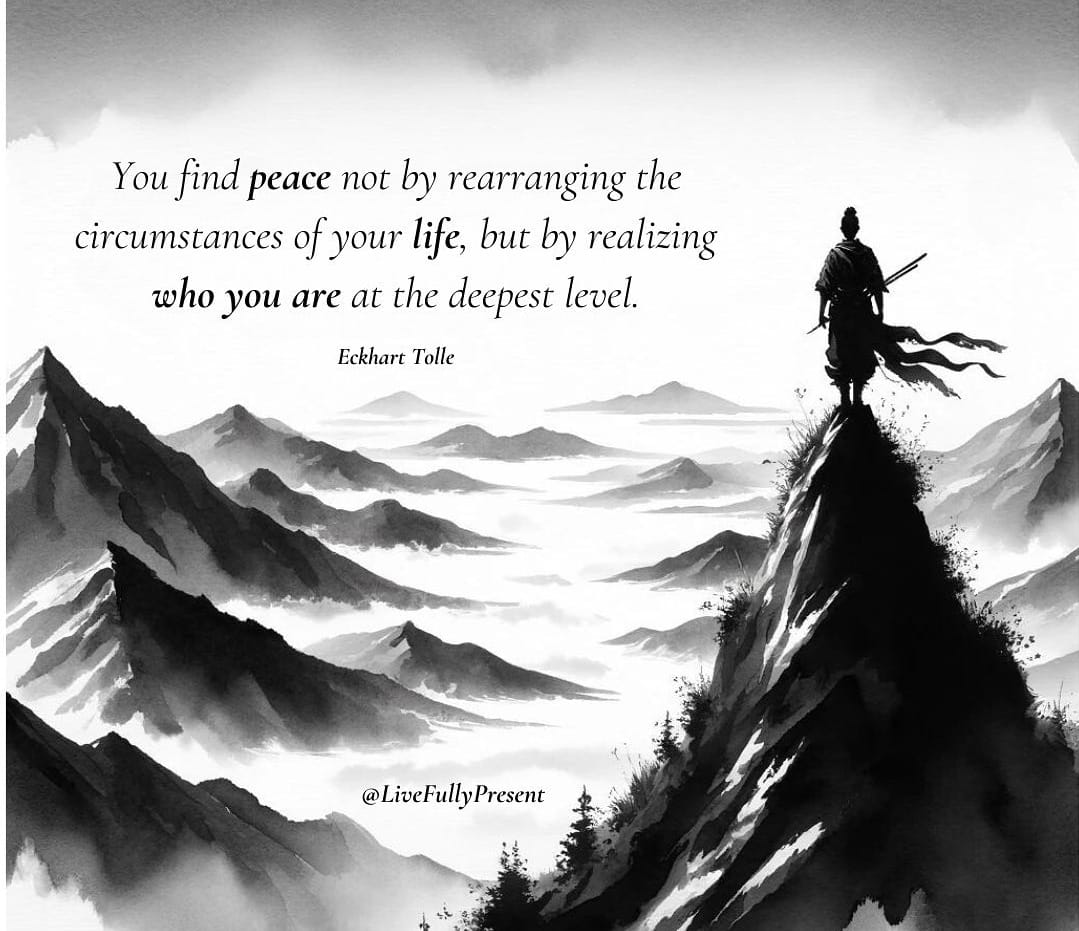 You find peace not by rearranging the
circumstances of your life, but by realizing
who you are at the deepest level.
Eckhart Tolle
@LiveFullyPresent